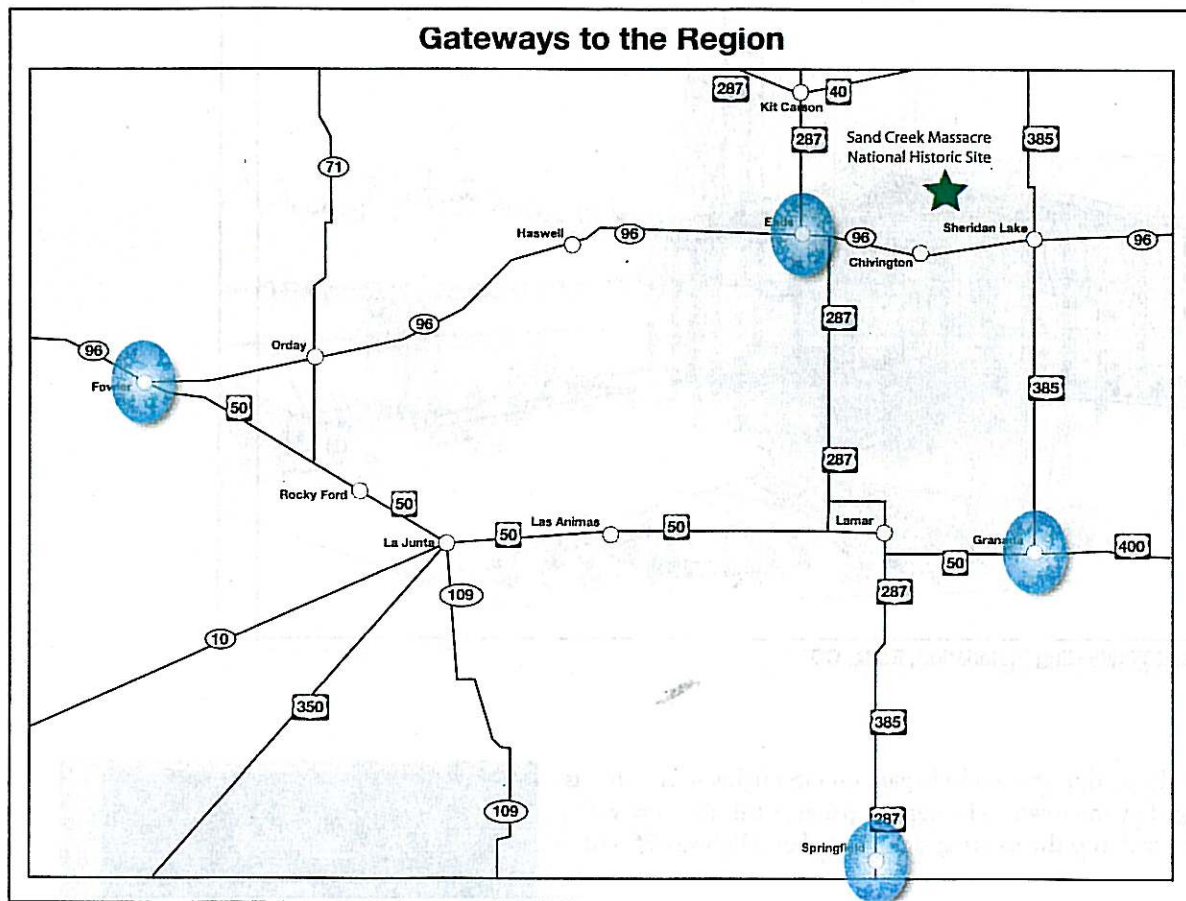 Gateways to the Region
287
Kit Carson
40
71
287
Sand Creek Massacre
National Historic Site
385
Haswell
96
Eads
96
Chivington
Sheridan Lake
96
287
96
Orday
96
Fowler
50
385
287
Rocky Ford
50
La Junta
50
Las Animas
50
Lamar
Granada
50
400
109
287
10
350
385
109
287
Springfield